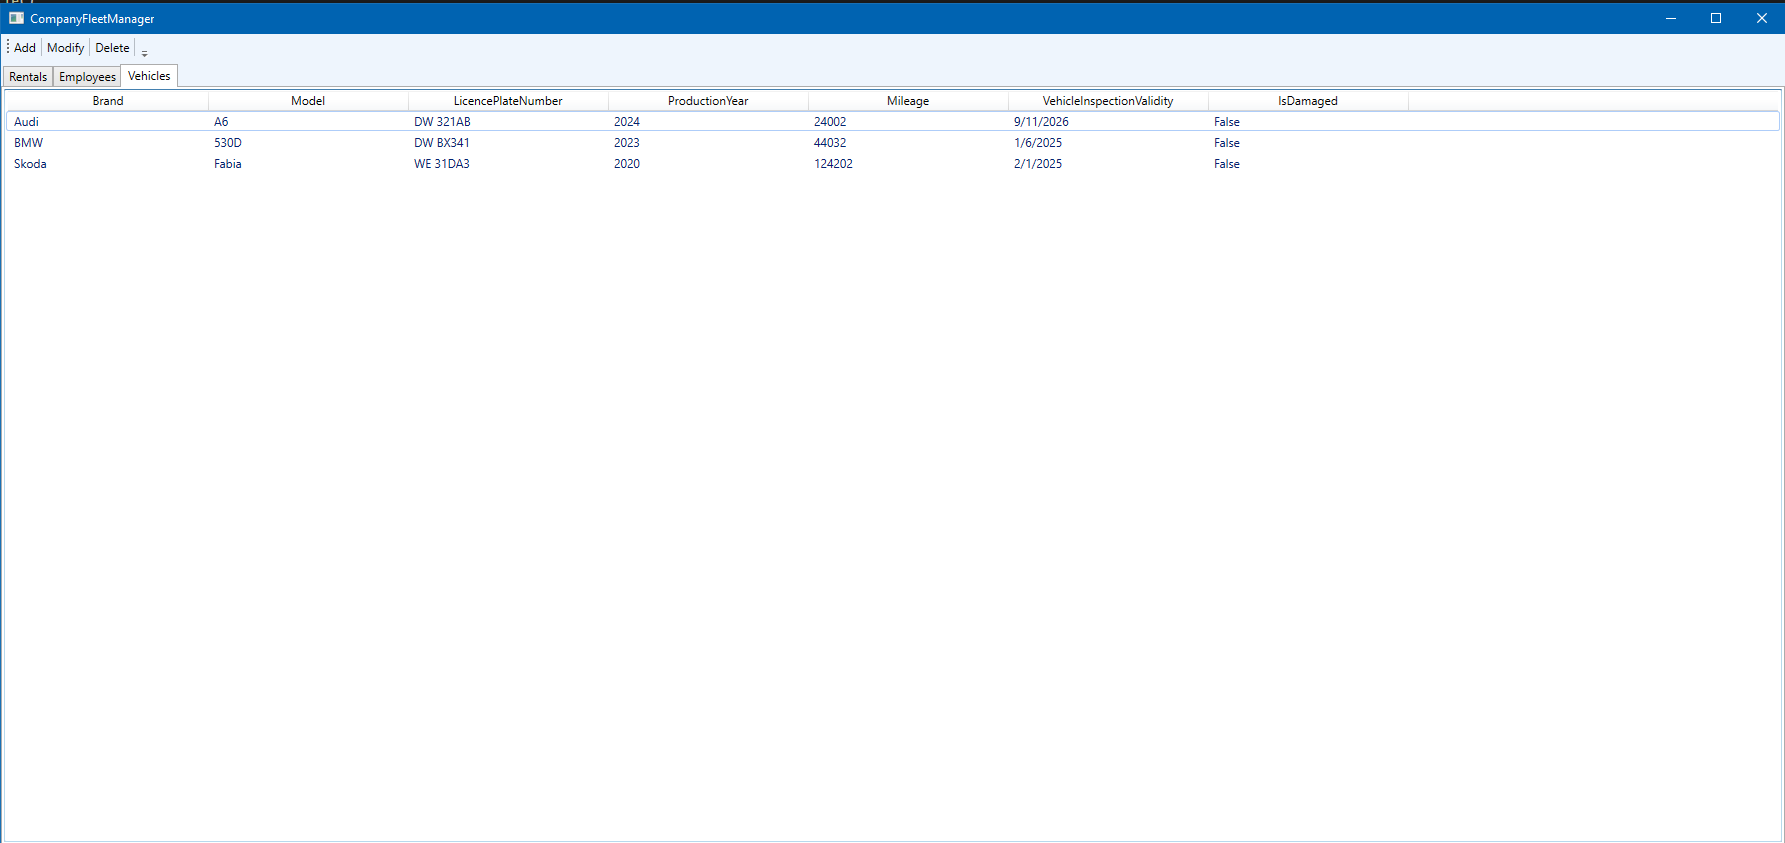 CompanyFleetManager
Add Modify Delete
Rentals Employees Vehicles
Brand Model LicencePlateNumber ProductionYear Mileage VehicleInspectionValidity IsDamaged
Audi A6 DW 321AB 2024 24002 9/11/2026 False
BMW 530D DW BX341 2023 44032 1/6/2025 False
Skoda Fabia WE 31DA3 2020 124202 2/1/2025 False